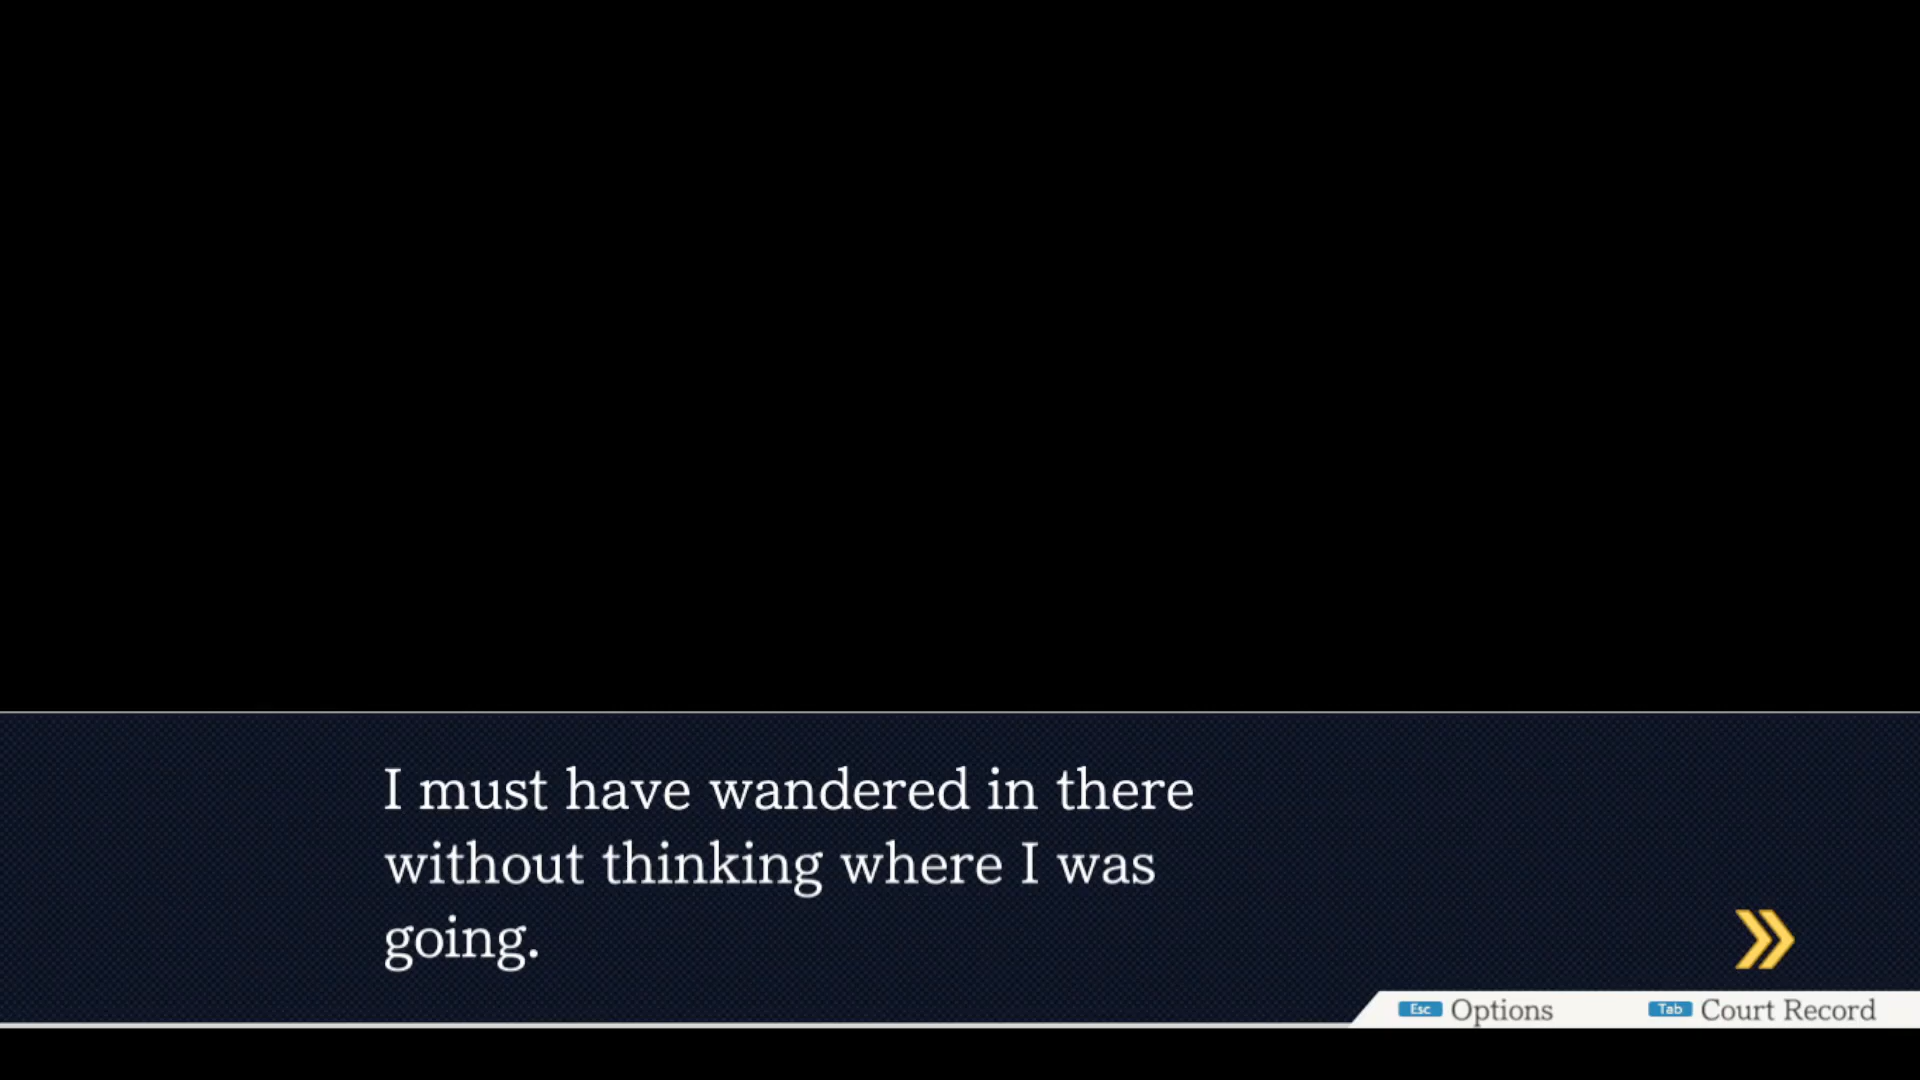 I must have wandered in there
without thinking where I was
going.
Esc Options Tab Court Record